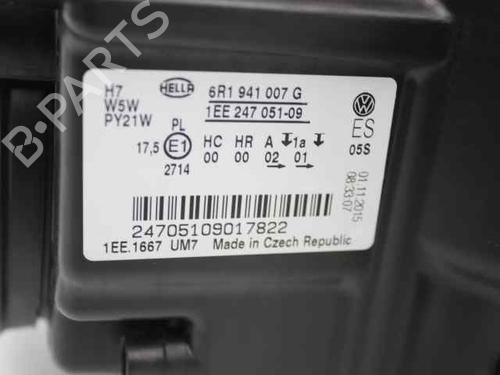 H7
W5W
PY21W
HELLA
6R1 941 007 G
1EE 247 051-09
PL
17,5 E1
2714
HC HR A 1a
00 00 02 01
ES
05S
01.11.2015
08:33:07
24705109017822
1EE.1667 UM7 Made in Czech Republic
B-PARTS